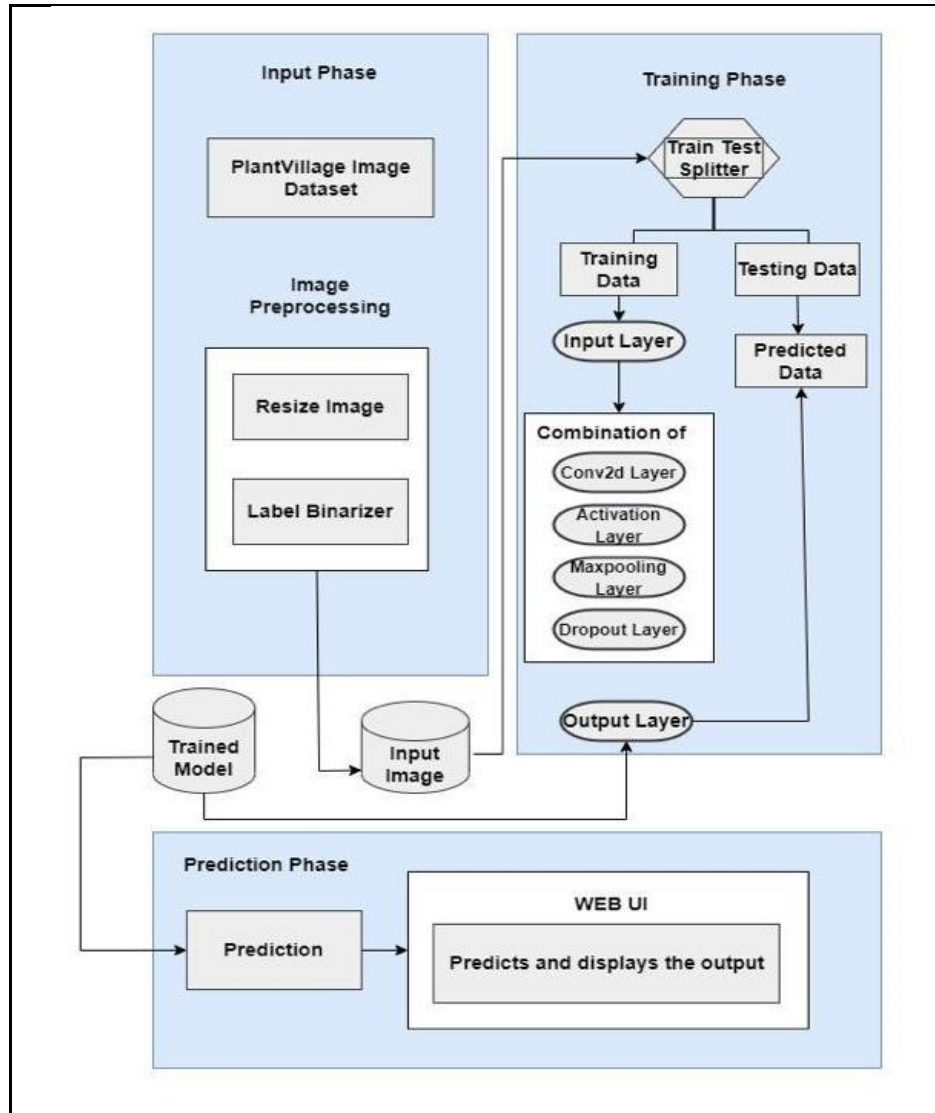 Input Phase
PlantVillage Image
Dataset
Image
Preprocessing
Resize Image
Label Binarizer
Training Phase
Train Test
Splitter
Training
Data
Testing Data
Input Layer
Predicted
Data
Combination of
Conv2d Layer
Activation
Layer
Maxpooling
Layer
Dropout Layer
Output Layer
Trained
Model
Input
Image
Prediction Phase
Prediction
WEB UI
Predicts and displays the output